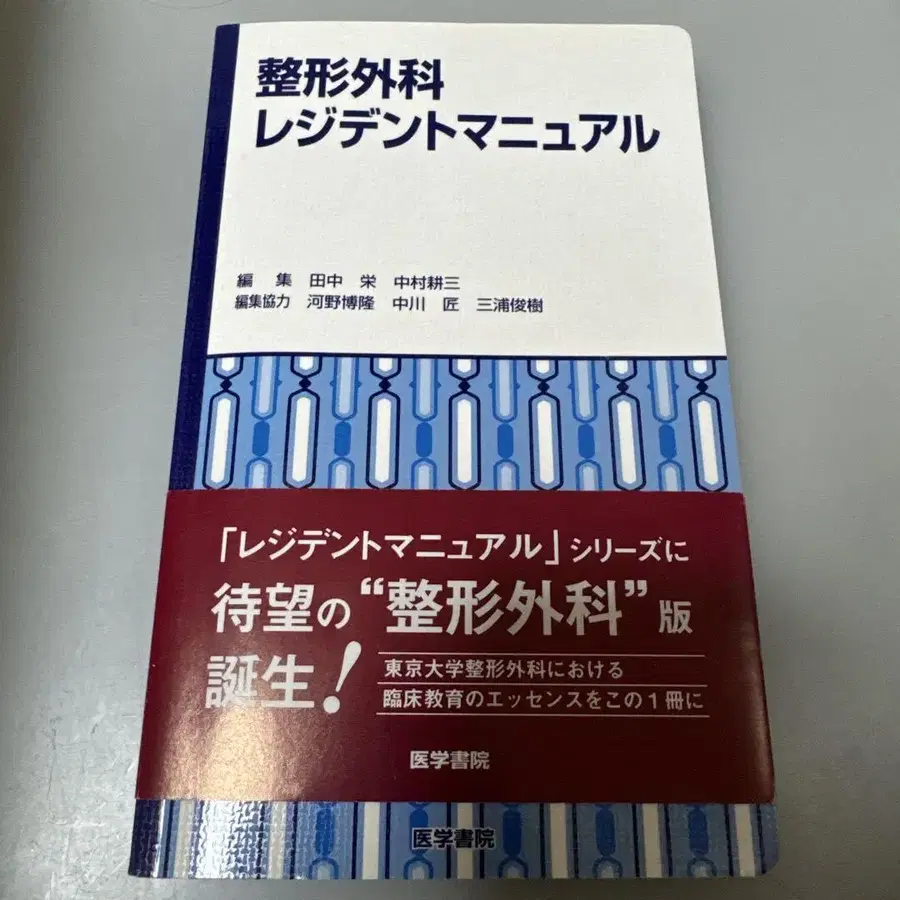 整形外科
レジデントマニュアル
編 集 田中 栄 中村耕三
編集協力 河野博隆 中川 匠 三浦俊樹
「レジデントマニュアル」シリーズに
待望の“整形外科”版
誕生!
東京大学整形外科における
臨床教育のエッセンスをこの1冊に
医学書院
医学書院